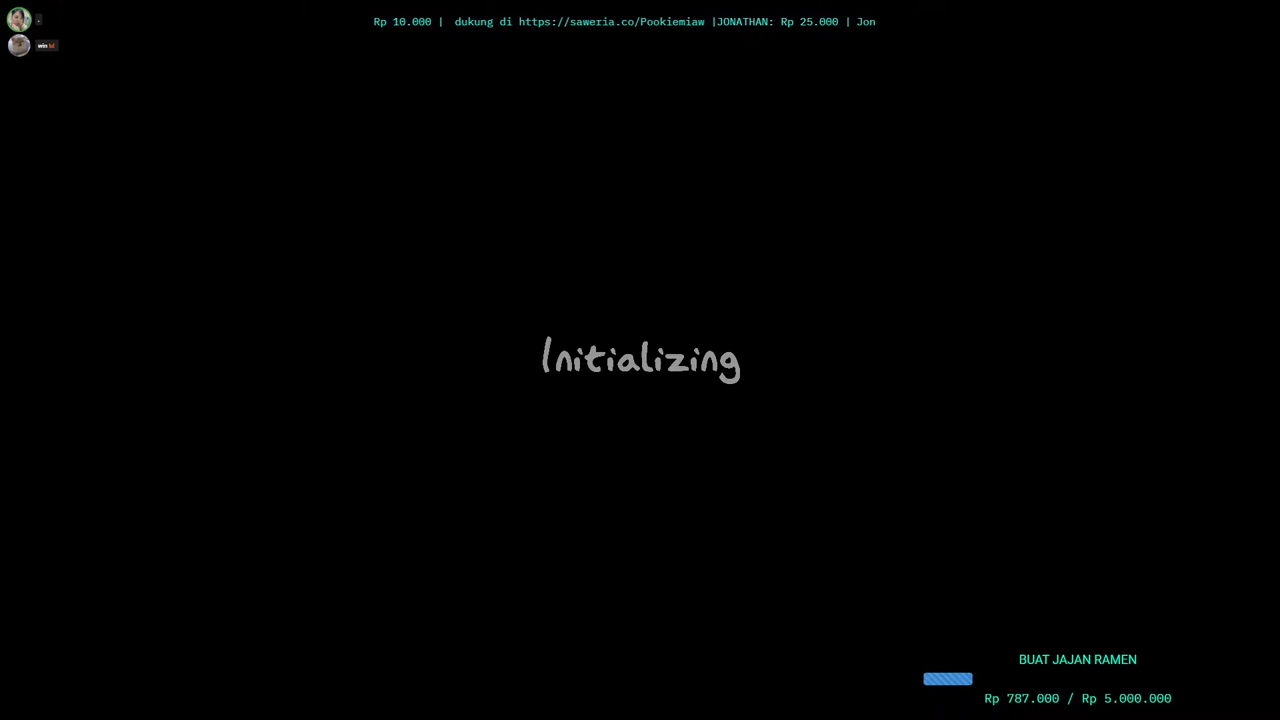 Rp 10.000 | dukung di https://saweria.co/Pookiemiaw |JONATHAN: Rp 25.000 | Jon
.
win
Initializing
BUAT JAJAN RAMEN
Rp 787.000 / Rp 5.000.000